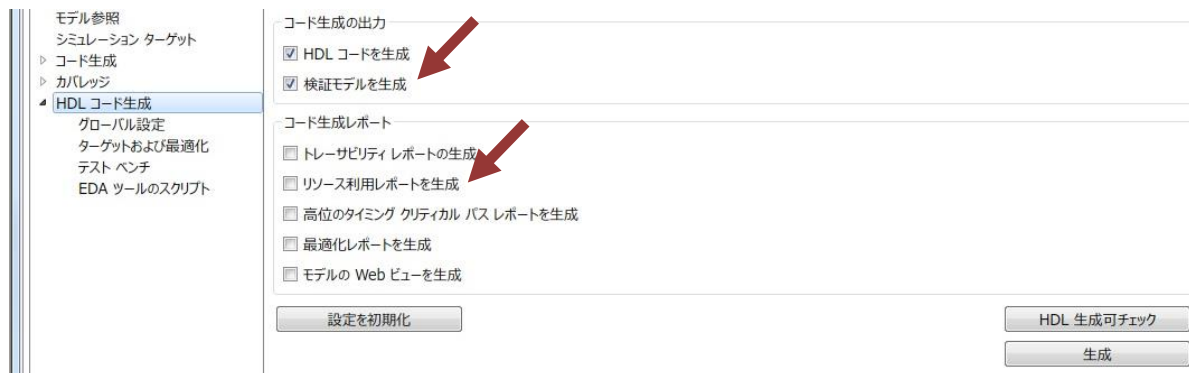 モデル参照
シミュレーション ターゲット
コード生成
カバレッジ
HDL コード生成
グローバル設定
ターゲットおよび最適化
テスト ベンチ
EDA ツールのスクリプト
コード生成の出力
HDL コードを生成
検証モデルを生成
コード生成レポート
トレーサビリティ レポートの生成
リソース利用レポートを生成
高位のタイミング クリティカル パス レポートを生成
最適化レポートを生成
モデルの Web ビューを生成
設定を初期化
HDL 生成可チェック
生成